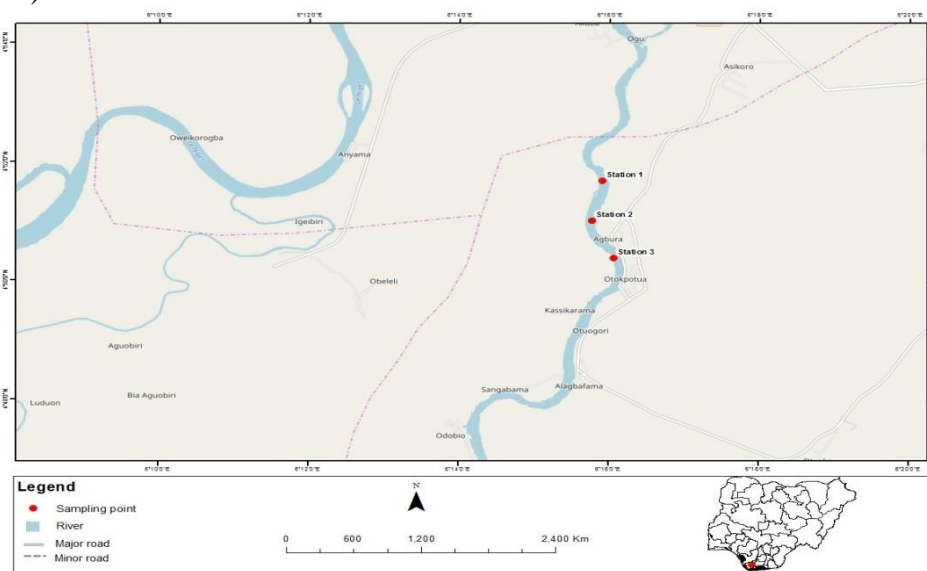 6°10'0"E 6°12'0"E 6°14'0"E 6°16'0"E 6°18'0"E 6°20'0"E
Ogu
Asikoro
Oweikorogba
Anyama
Station 1
Igeibiri
Station 2
Agbura
Station 3
Obeleli
Otokpotua
Kassikarama
Otuogori
Aguobiri
Sangabama
Alagbafama
Luduon
Bia Aguobiri
Odobio
6°10'0"E 6°12'0"E 6°14'0"E 6°16'0"E 6°18'0"E 6°20'0"E
Legend
Sampling point
River
Major road
Minor road
N
0 600 1,200 2,400 Km